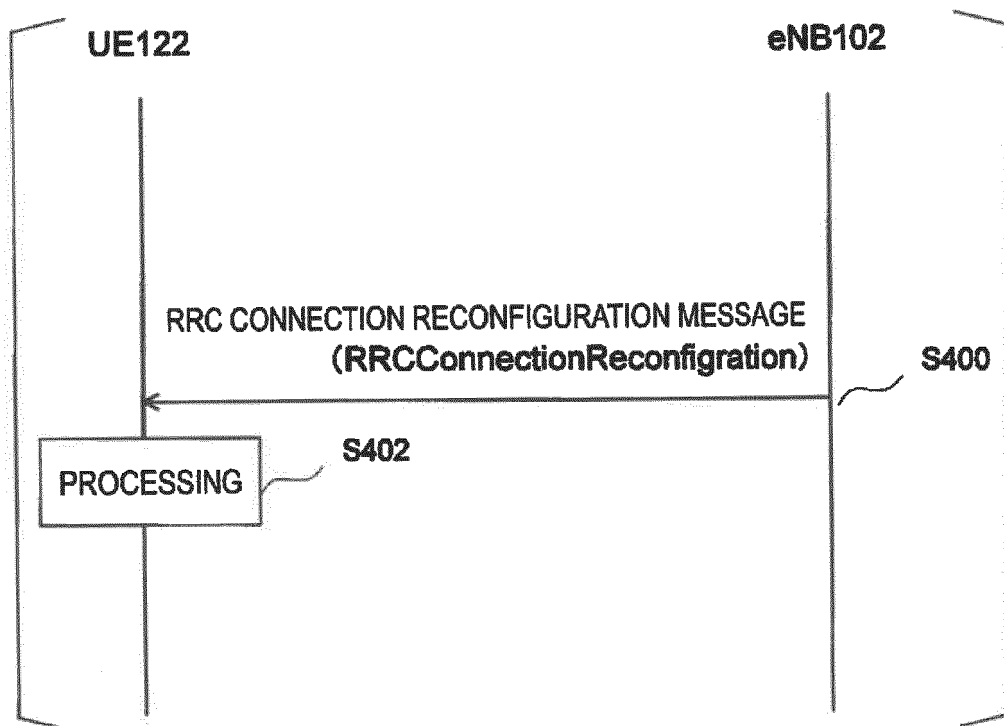 UE122
eNB102
RRC CONNECTION RECONFIGURATION MESSAGE
(RRCConnectionReconfigration)
S400
S402
PROCESSING